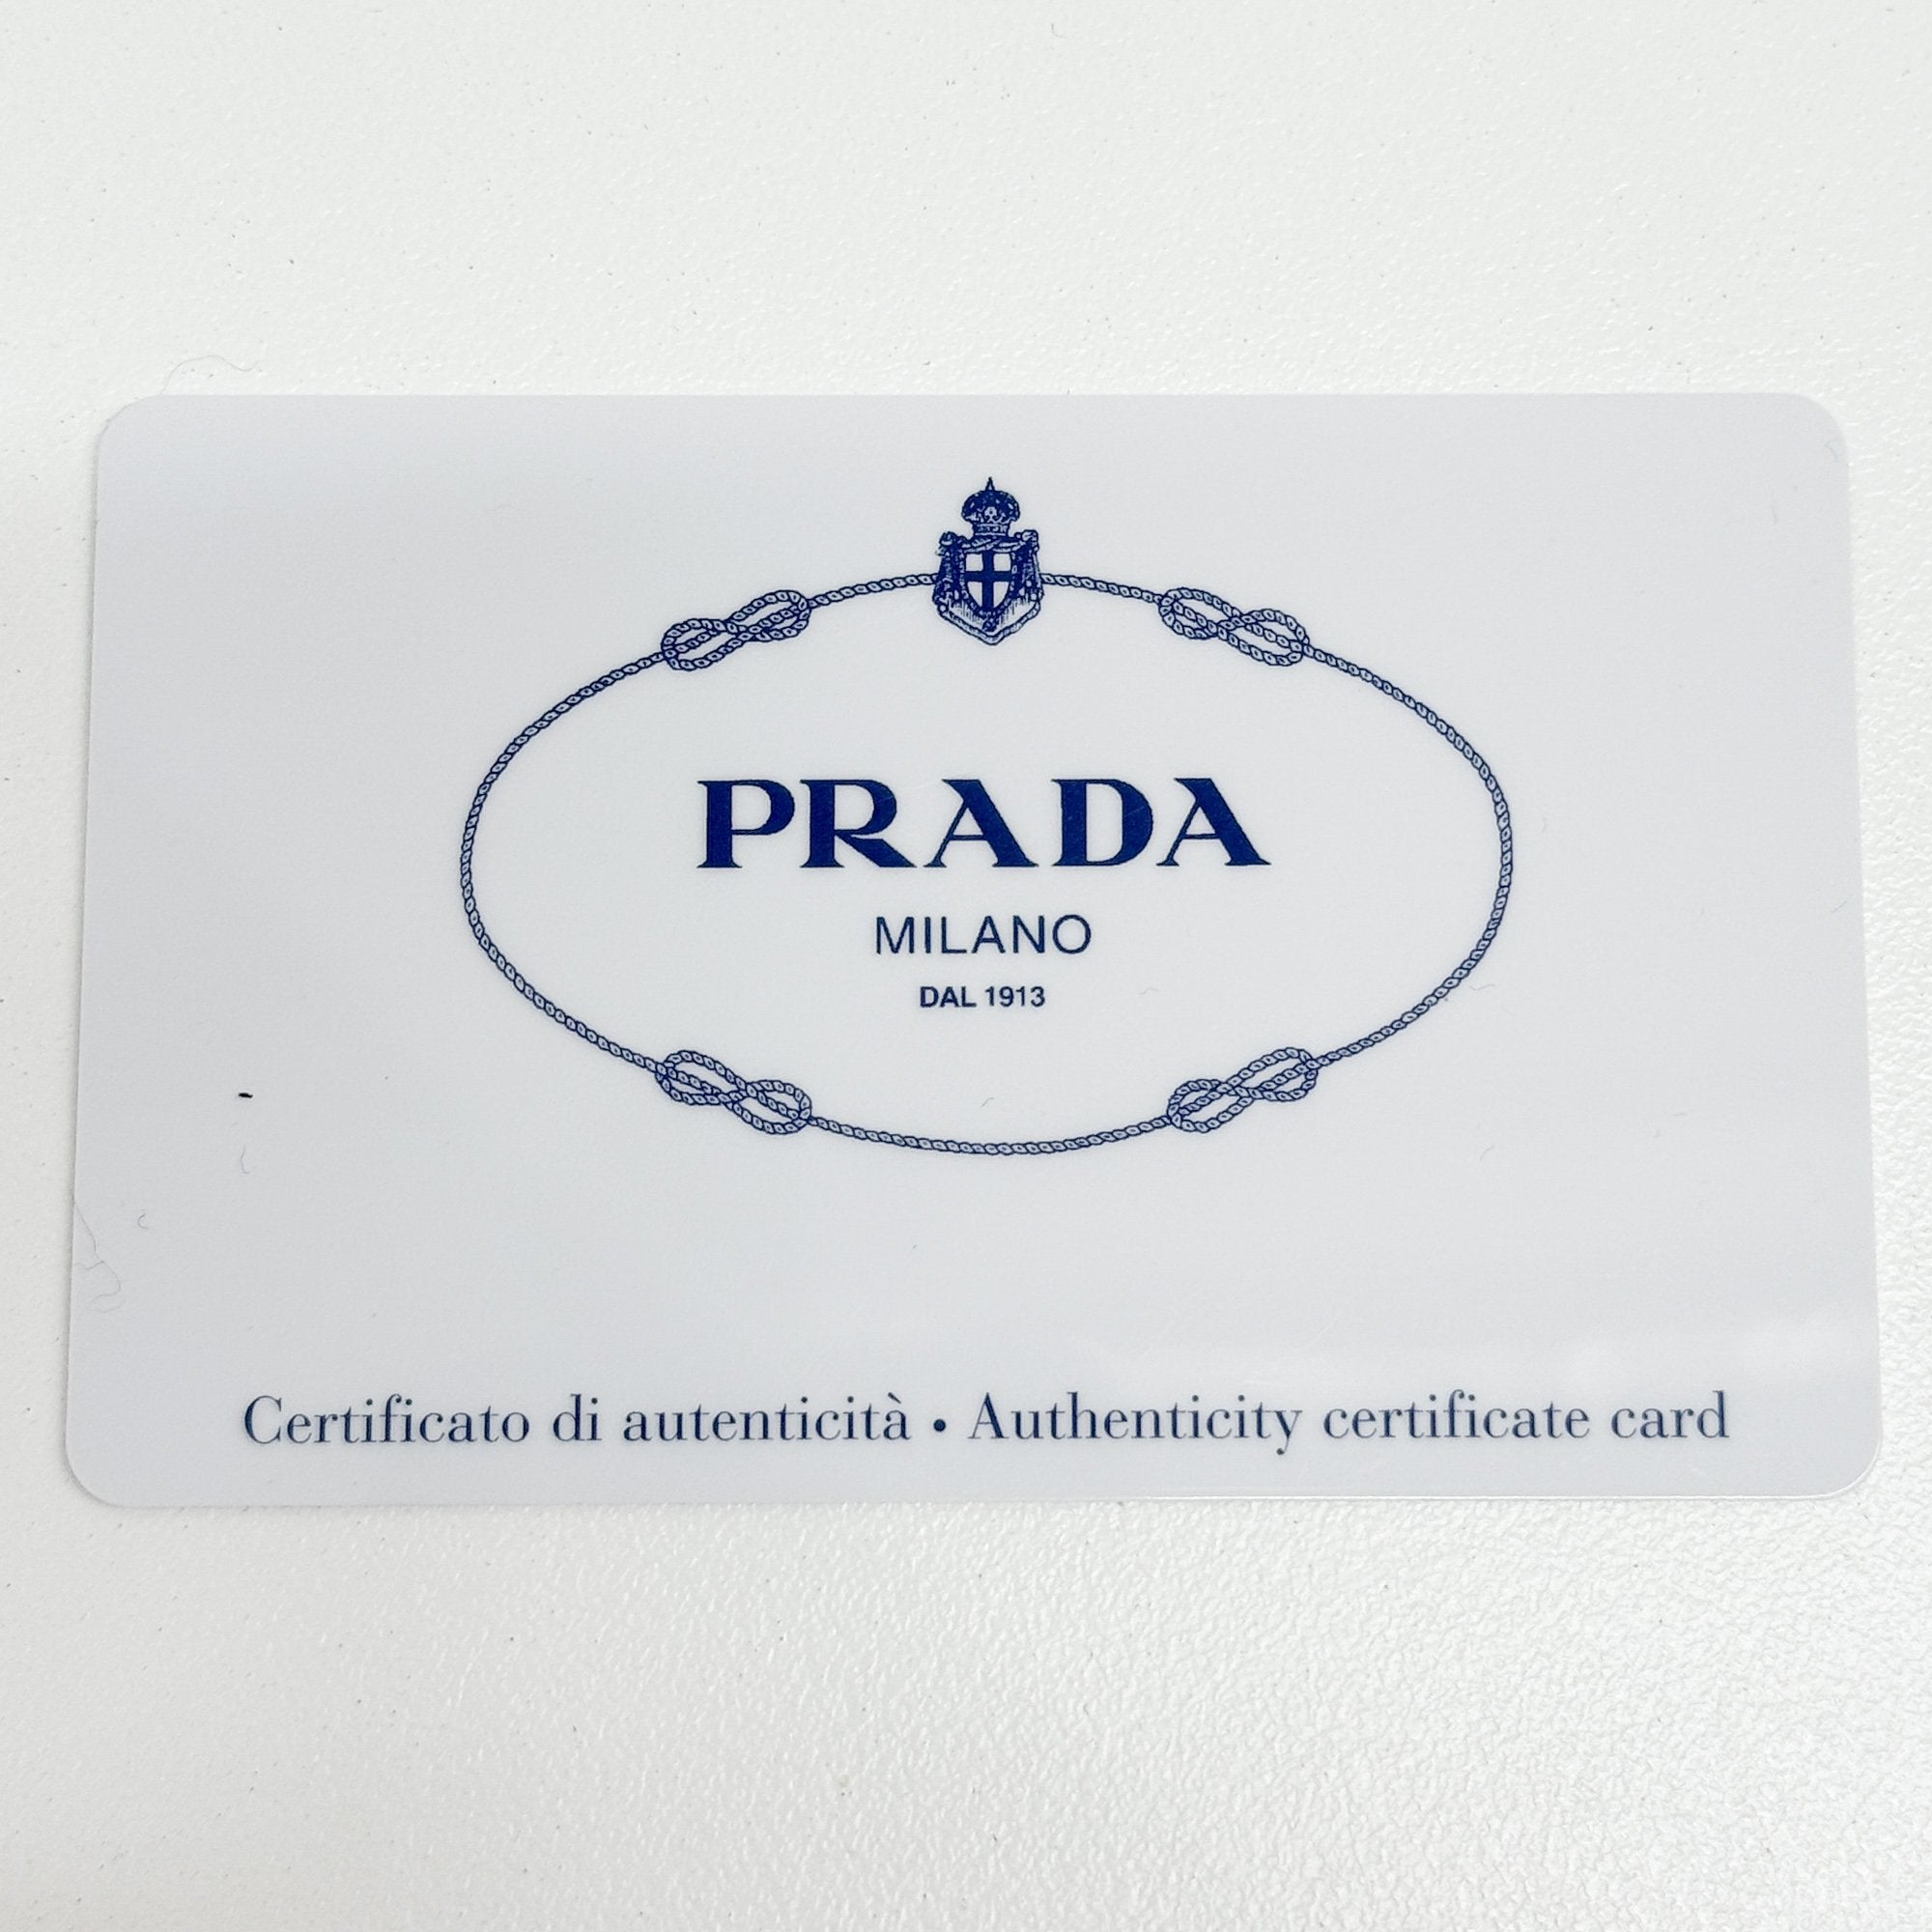 PRADA
MILANO
DAL 1913
Certificato di autenticità • Authenticity certificate card